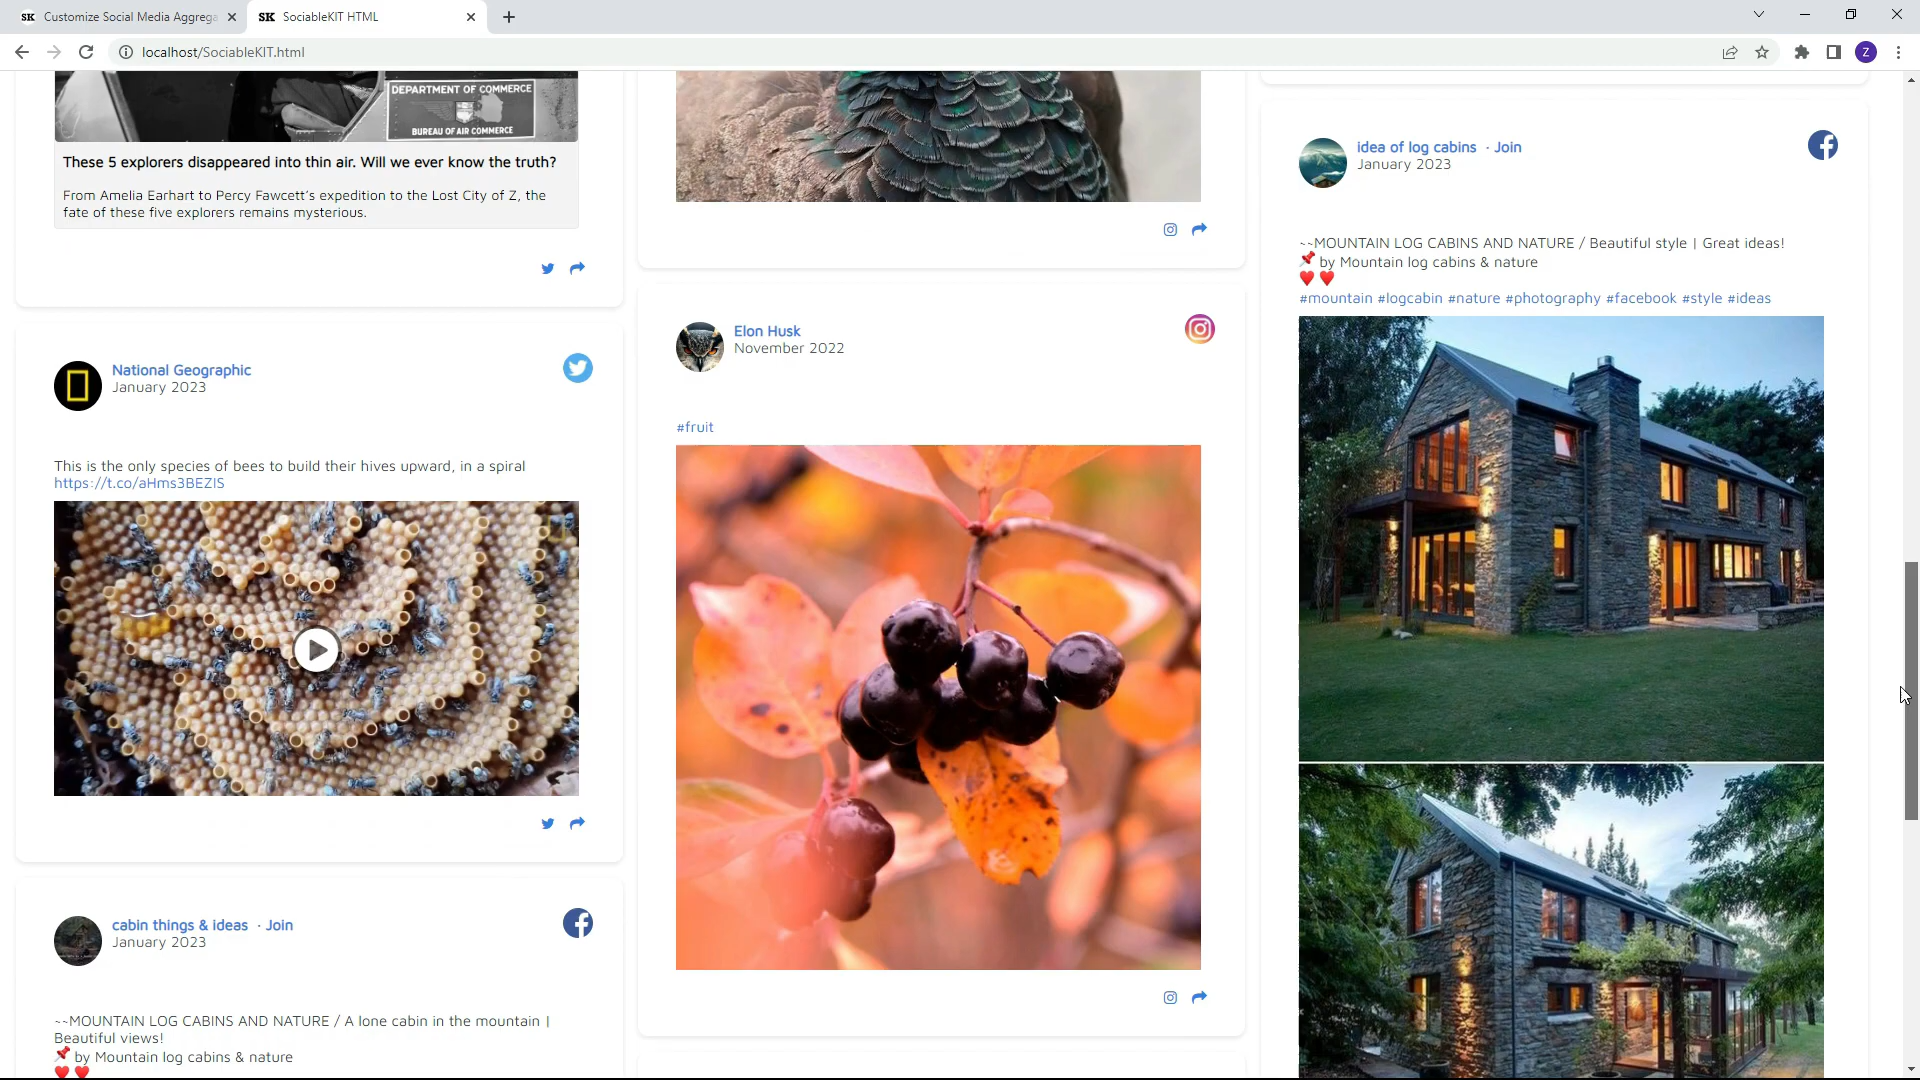 SK Customize Social Media Aggrega
SK SociableKIT HTML
localhost/SociableKIT.html
Z
DEPARTMENT OF COMMERCE
BUREAU OF AIR COMMERCE
These 5 explorers disappeared into thin air. Will we ever know the truth?
From Amelia Earhart to Percy Fawcett's expedition to the Lost City of Z, the
fate of these five explorers remains mysterious.
National Geographic
January 2023
This is the only species of bees to build their hives upward, in a spiral
https://t.co/aHms3BEZIS
cabin things & ideas · Join
January 2023
~~MOUNTAIN LOG CABINS AND NATURE / A lone cabin in the mountain |
Beautiful views!
📌 by Mountain log cabins & nature
❤️ ❤️
Elon Husk
November 2022
#fruit
idea of log cabins · Join
January 2023
~~MOUNTAIN LOG CABINS AND NATURE / Beautiful style | Great ideas!
📌 by Mountain log cabins & nature
❤️ ❤️
#mountain #logcabin #nature #photography #facebook #style #ideas